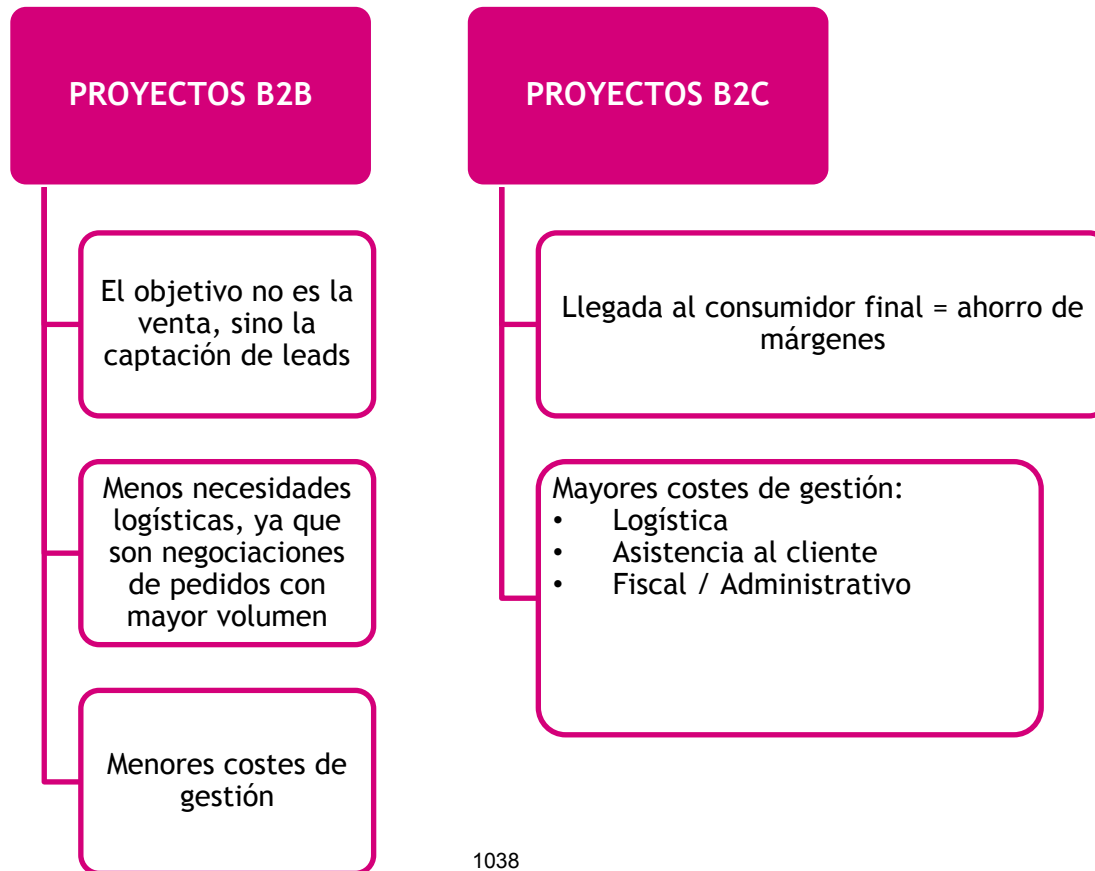 PROYECTOS B2B
El objetivo no es la
venta, sino la
captación de leads
Menos necesidades
logísticas, ya que
son negociaciones
de pedidos con
mayor volumen
Menores costes de
gestión
PROYECTOS B2C
Llegada al consumidor final = ahorro de
márgenes
Mayores costes de gestión:
• Logística
• Asistencia al cliente
• Fiscal / Administrativo
1038